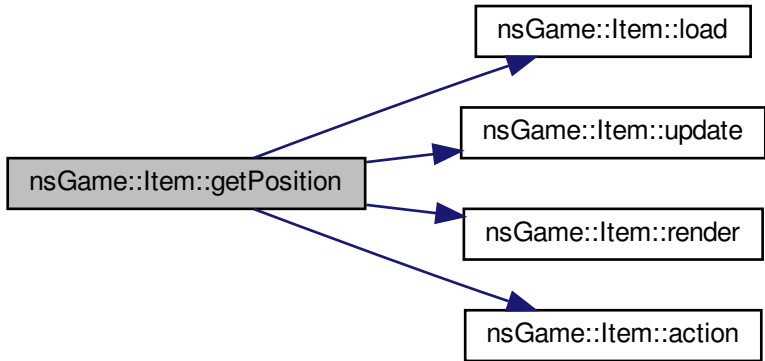 nsGame::Item::load
nsGame::Item::update
nsGame::Item::getPosition
nsGame::Item::render
nsGame::Item::action